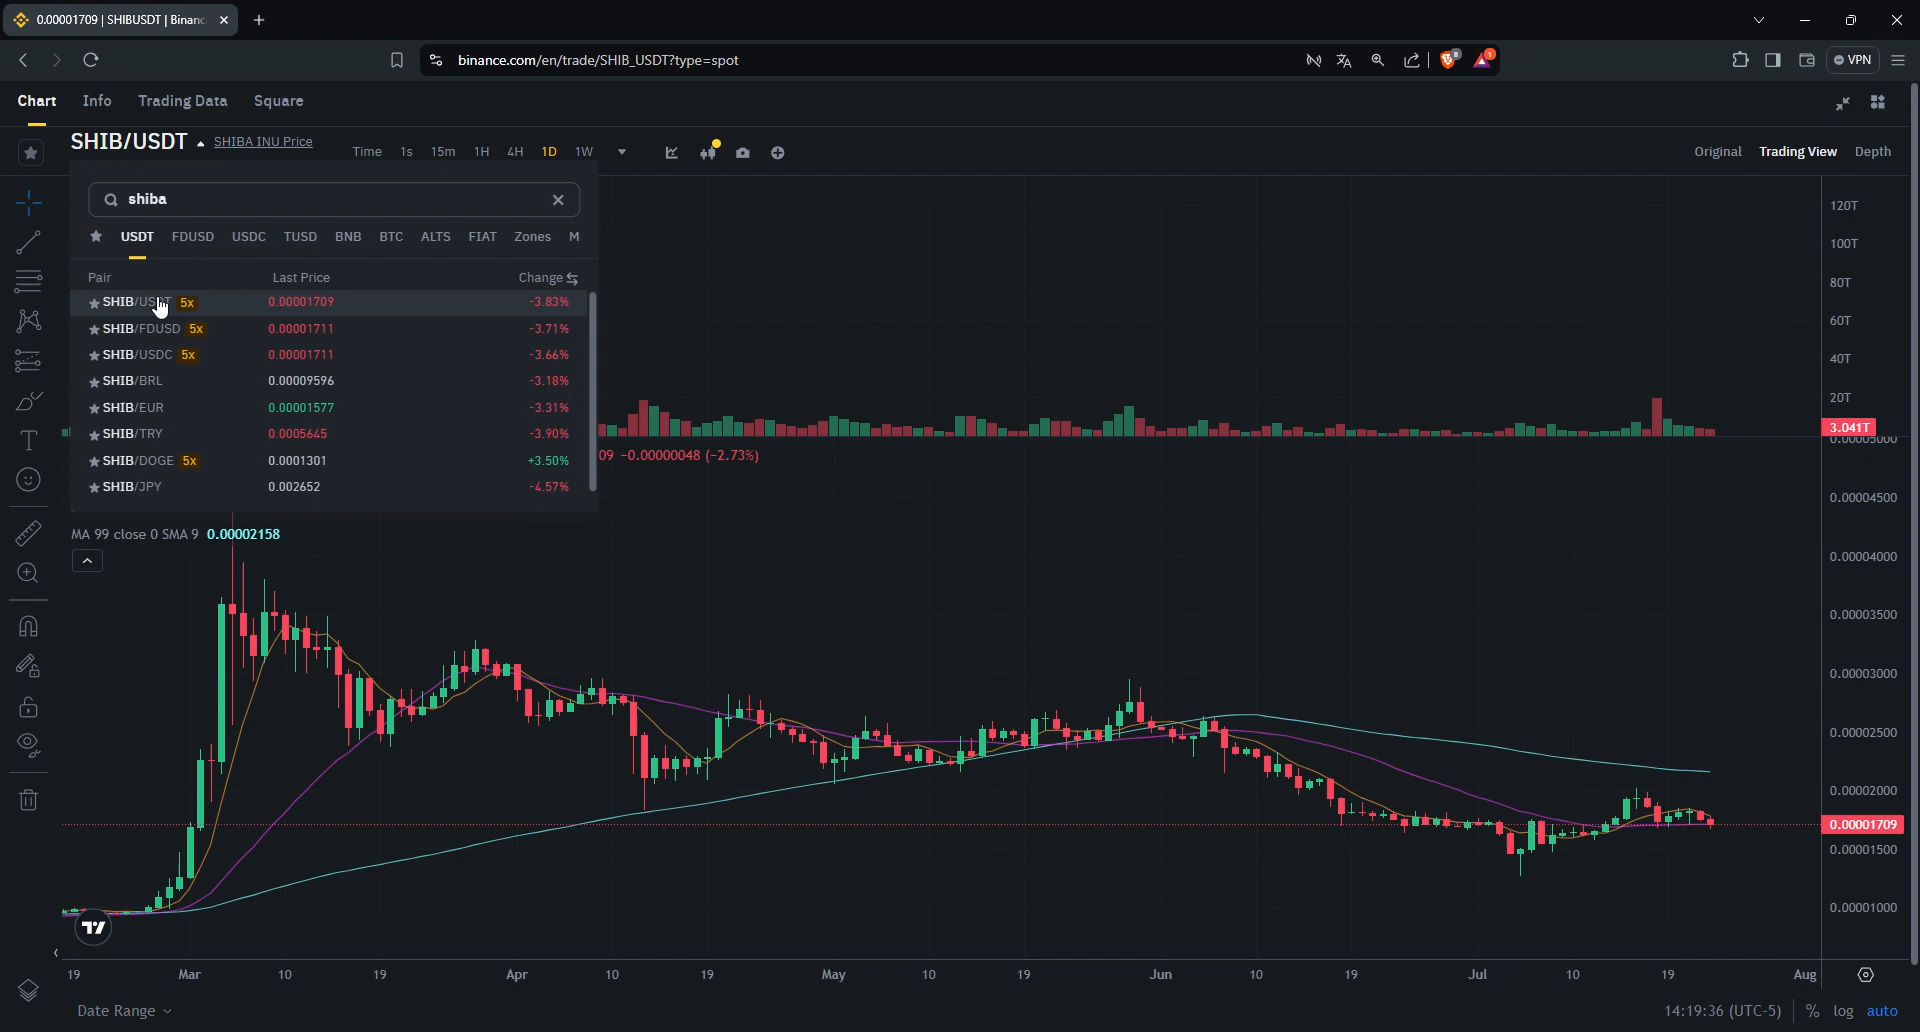 0.00001709 | SHIBUSDT | Binanc
binance.com/en/trade/SHIB_USDT?type=spot
8
1
VPN
Chart Info Trading Data Square
SHIB/USDT SHIBA INU Price
Time 1s 15m 1H 4H 1D 1W
Original Trading View Depth
shiba
USDT FDUSD USDC TUSD BNB BTC ALTS FIAT Zones M
Pair Last Price Change
SHIB/USDT 5x 0.00001709 -3.83%
SHIB/FDUSD 5x 0.00001711 -3.71%
SHIB/USDC 5x 0.00001711 -3.66%
SHIB/BRL 0.00009596 -3.18%
SHIB/EUR 0.00001577 -3.31%
SHIB/TRY 0.0005645 -3.90%
SHIB/DOGE 5x 0.0001301 +3.50%
SHIB/JPY 0.002652 -4.57%
120T
100T
80T
60T
40T
20T
3.041T
09 -0.00000048 (-2.73%)
MA 99 close 0 SMA 9 0.00002158
0.00005000
0.00004500
0.00004000
0.00003500
0.00003000
0.00002500
0.00002000
0.00001709
0.00001500
0.00001000
19 Mar 10 19 Apr 10 19 May 10 19 Jun 10 19 Jul 10 19 Aug
Date Range
14:19:36 (UTC-5) % log auto